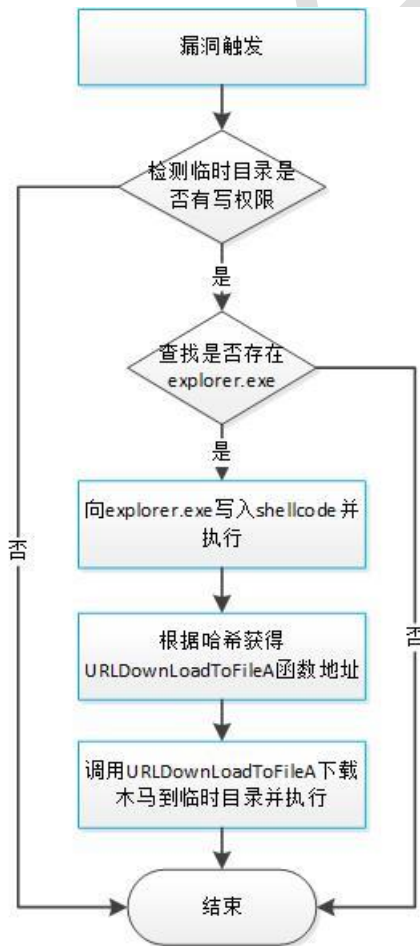 漏洞触发
检测临时目录是
否有写权限
是
查找是否存在
explorer.exe
是
向explorer.exe写入shellcode并
执行
否
根据哈希获得
URLDownLoadToFileA函数地址
否
调用URLDownLoadToFileA下载
木马到临时目录并执行
结束